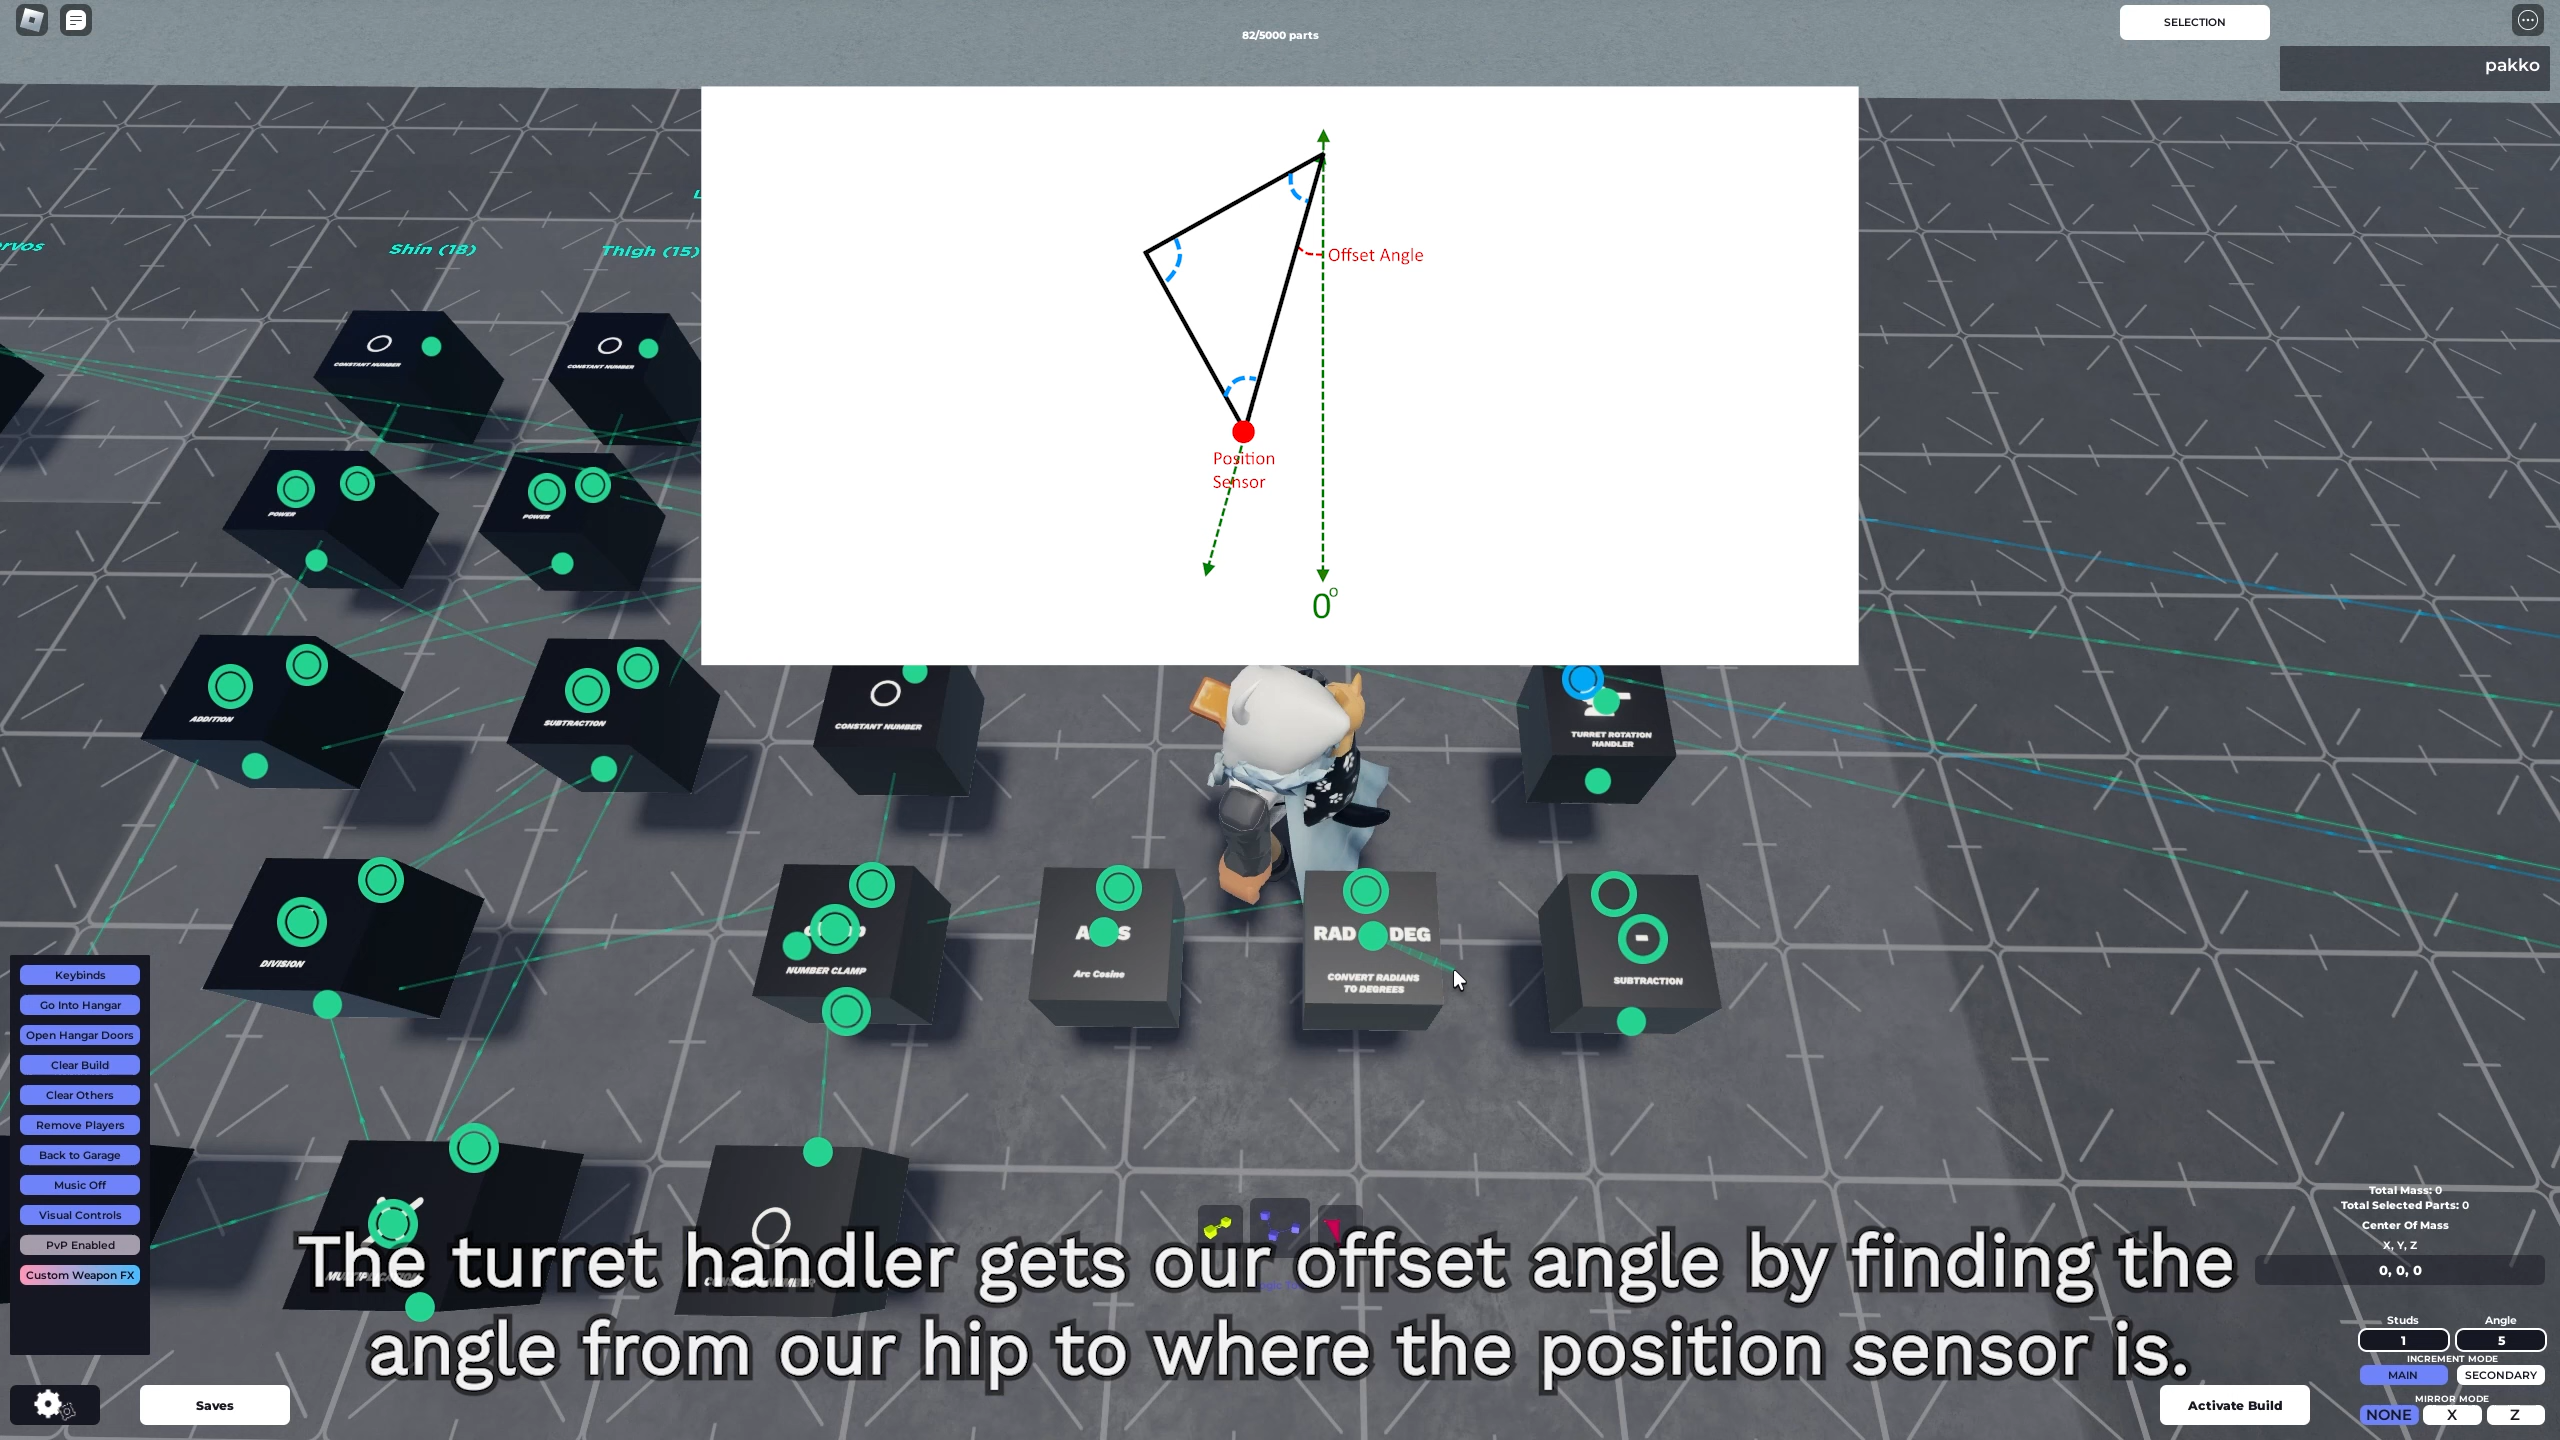 82/5000 parts
SELECTION
pakko
Shin (18)
Thigh (15)
Offset Angle
Position
Sensor
0°
CONSTANT NUMBER
CONSTANT NUMBER
POWER
POWER
ADDITION
SUBTRACTION
CONSTANT NUMBER
TURRET ROTATION
HANDLER
DIVISION
NUMBER CLAMP
Arc Cosine
RAD DEG
CONVERT RADIANS
TO DEGREES
SUBTRACTION
Keybinds
Go Into Hangar
Open Hangar Doors
Clear Build
Clear Others
Remove Players
Back to Garage
Music Off
Visual Controls
PvP Enabled
Custom Weapon FX
The turret handler gets our offset angle by finding the
angle from our hip to where the position sensor is.
Total Mass: 0
Total Selected Parts: 0
Center Of Mass
X, Y, Z
0, 0, 0
Studs
Angle
1
5
INCREMENT MODE
MAIN
SECONDARY
MIRROR MODE
NONE
X
Z
Saves
Activate Build